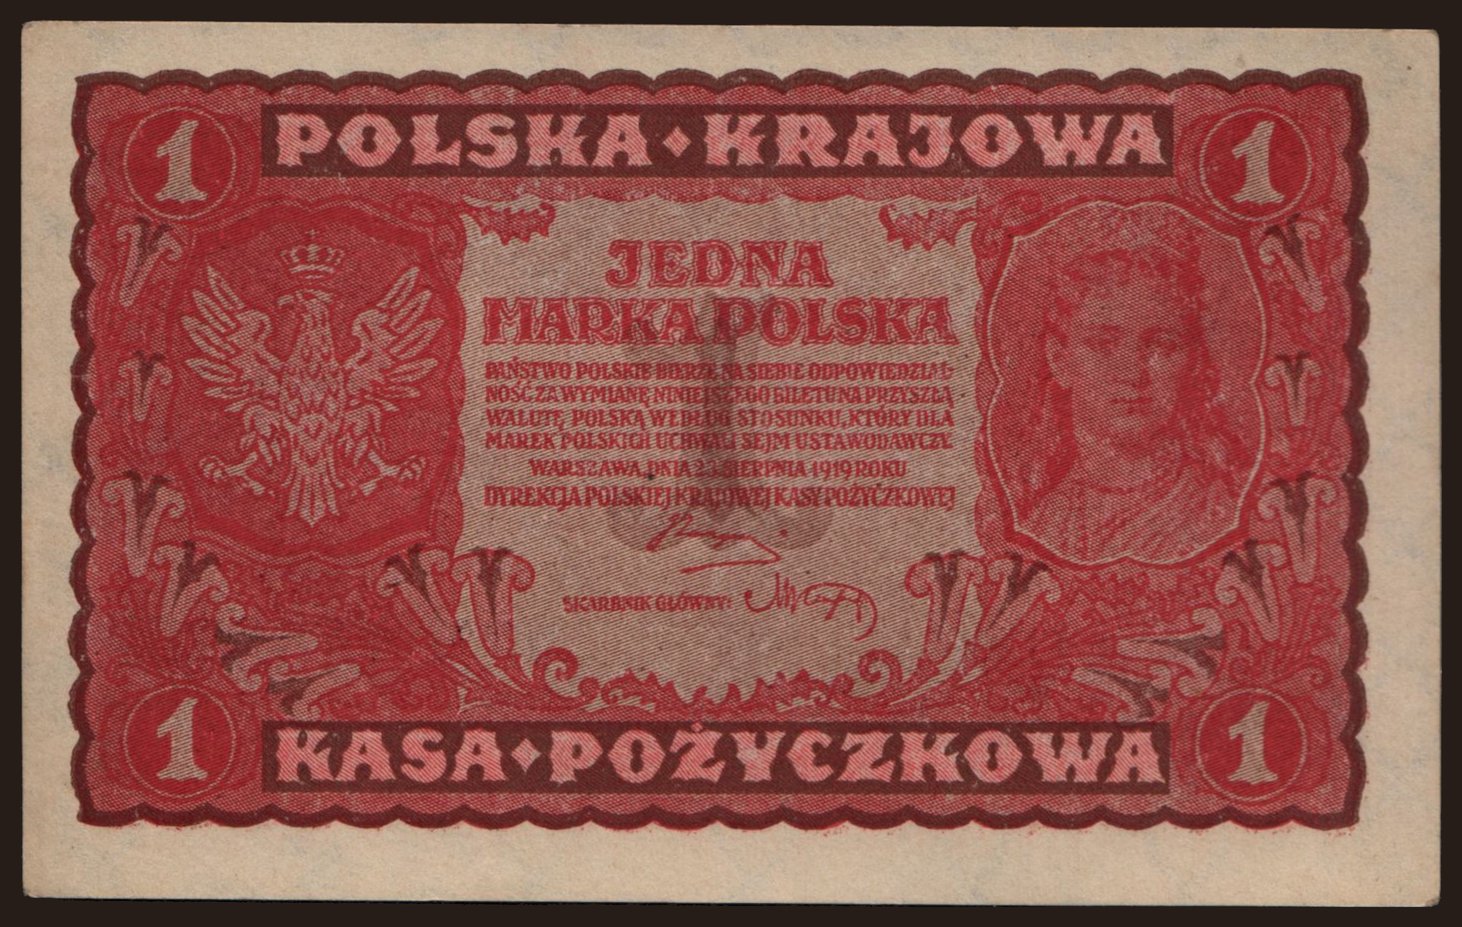 1 POLSKA • KRAJOWA 1
JEDNA
MARKA POLSKA
PAŃSTWO POLSKIE BIERZE NA SIEBIE ODPOWIEDZIAL-
NOŚĆ ZA WYMIANĘ NINIEJSZEGO BILETU NA PRZYSZŁĄ
WALUTĘ POLSKĄ WEDŁUG STOSUNKU, KTÓRY DLA
MAREK POLSKICH UCHWALI SEJM USTAWODAWCZY.
WARSZAWA, DNIA 23 SIERPNIA 1919 ROKU
DYREKCJA POLSKIEJ KRAJOWEJ KASY POŻYCZKOWEJ
SKARBNIK GŁÓWNY:
1 KASA • POŻYCZKOWA 1